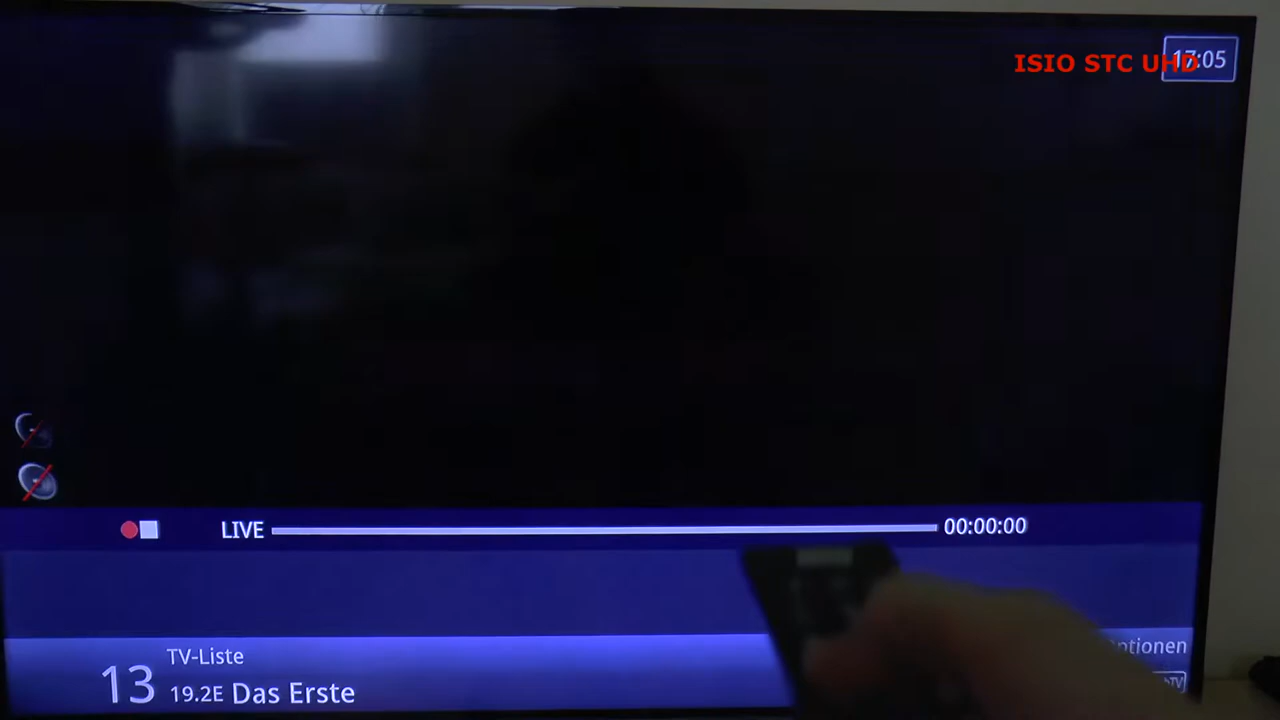 ISIO STC UHD
17:05
LIVE 00:00:00
TV-Liste
13 19.2E Das Erste